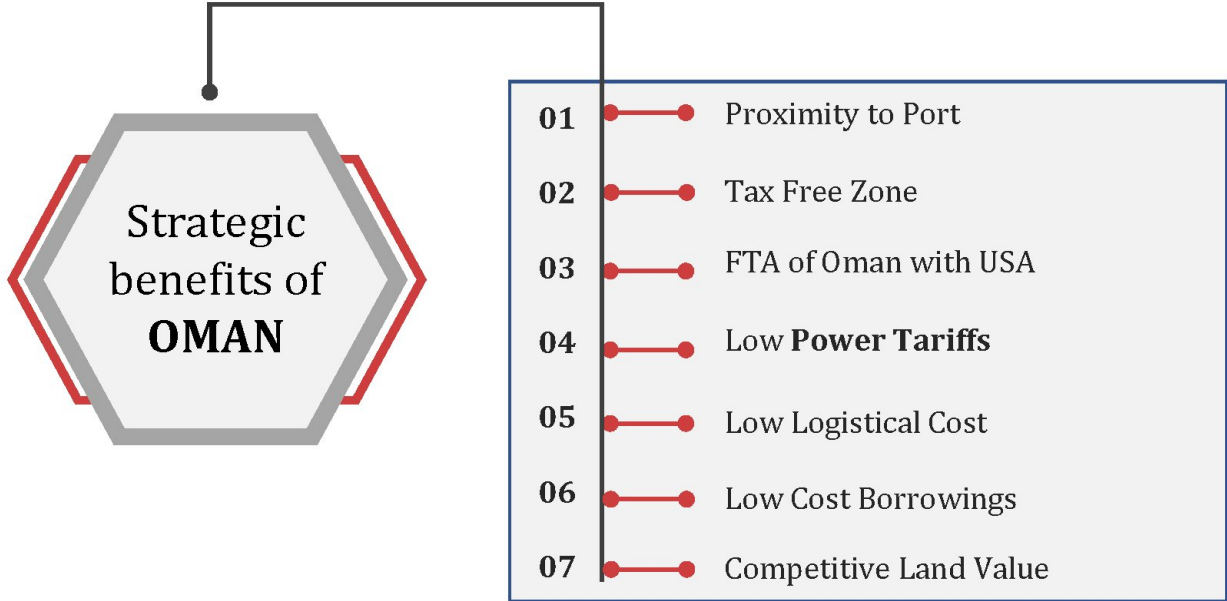 Strategic
benefits of
OMAN
01 Proximity to Port
02 Tax Free Zone
03 FTA of Oman with USA
04 Low Power Tariffs
05 Low Logistical Cost
06 Low Cost Borrowings
07 Competitive Land Value